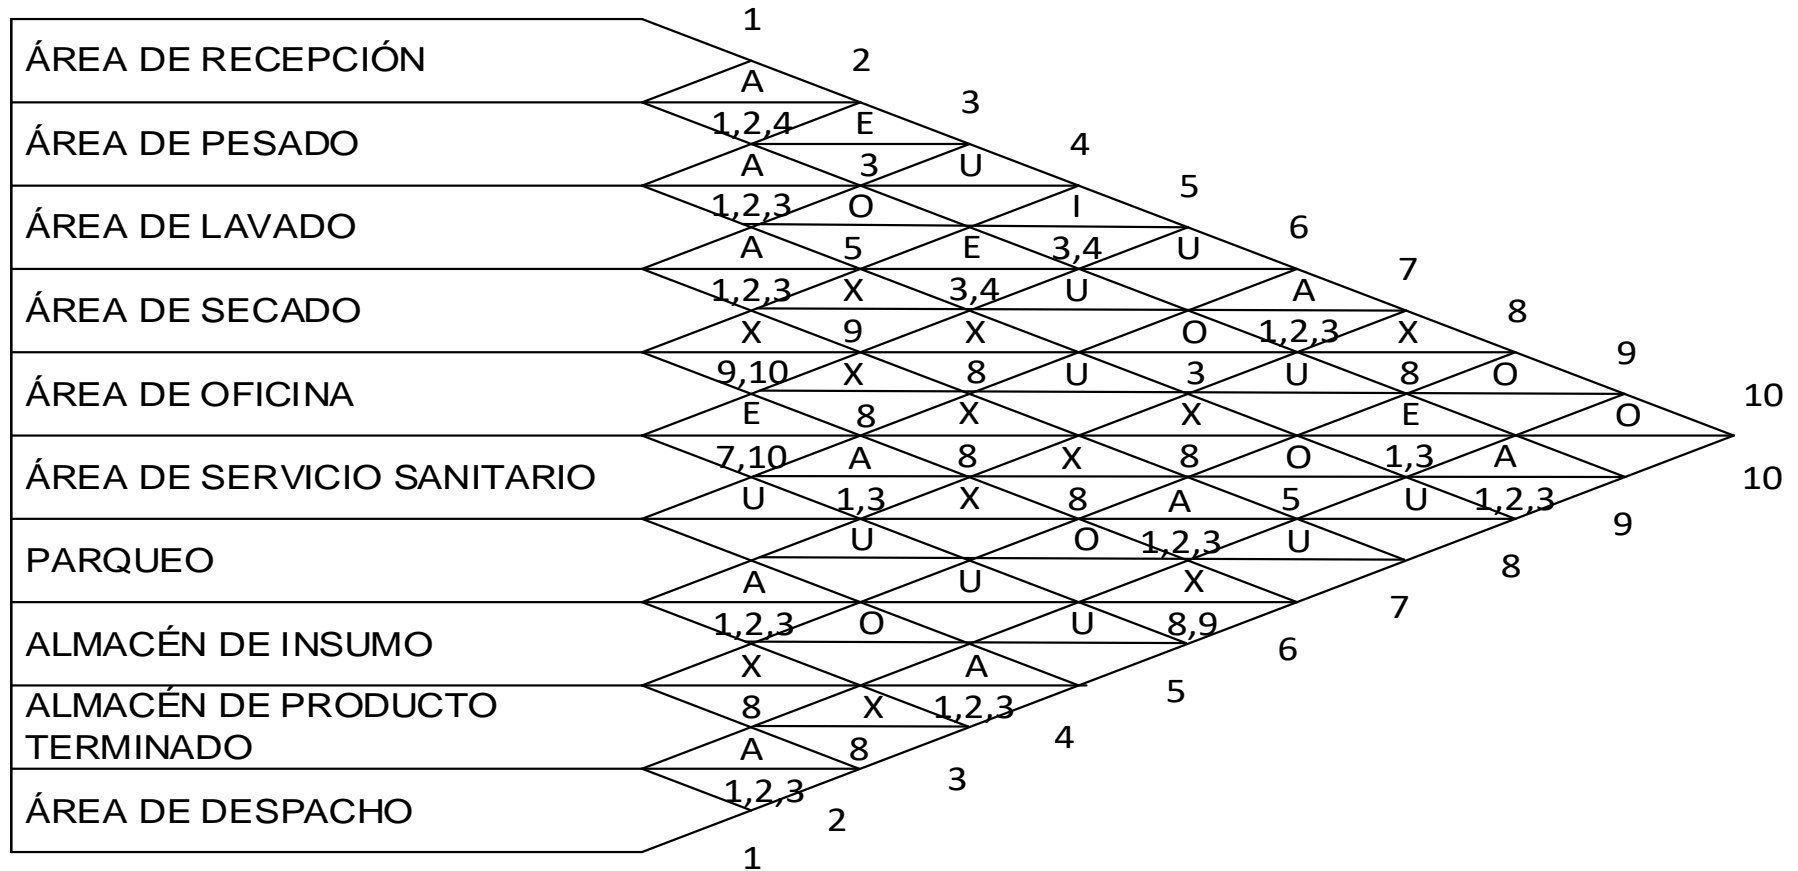 1
ÁREA DE RECEPCIÓN 2
A 3
1,2,4 E
ÁREA DE PESADO 4
A 3 U 5
1,2,3 O I
ÁREA DE LAVADO 6
A 5 E 3,4 U 7
1,2,3 X 3,4 U A
ÁREA DE SECADO 8
X 9 X O 1,2,3 X 9
9,10 X 8 U 3 U 8 O
ÁREA DE OFICINA 10
E 8 X X E O
7,10 A 8 X 8 O 1,3 A
ÁREA DE SERVICIO SANITARIO 10
U 1,3 X 8 A 5 U 1,2,3
9
U O 1,2,3 U
PARQUEO 8
A U X
7
1,2,3 O U 8,9
ALMACÉN DE INSUMO 6
X A
5
ALMACÉN DE PRODUCTO
8 X 1,2,3
4
TERMINADO
A 8
3
1,2,3
ÁREA DE DESPACHO 2
1